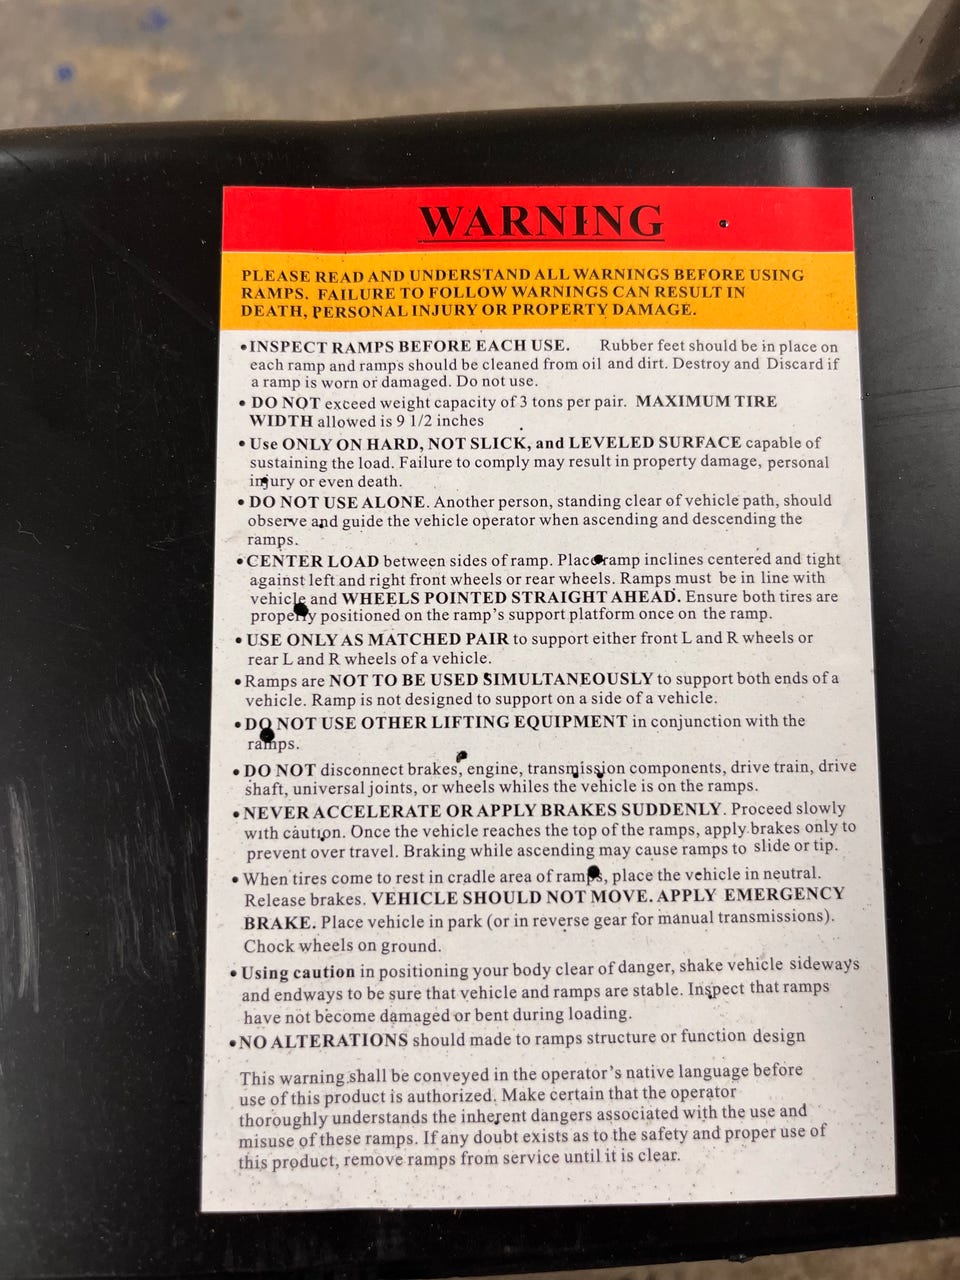 WARNING
PLEASE READ AND UNDERSTAND ALL WARNINGS BEFORE USING
RAMPS. FAILURE TO FOLLOW WARNINGS CAN RESULT IN
DEATH, PERSONAL INJURY OR PROPERTY DAMAGE.
•INSPECT RAMPS BEFORE EACH USE. Rubber feet should be in place on
each ramp and ramps should be cleaned from oil and dirt. Destroy and Discard if
a ramp is worn or damaged. Do not use.
• DO NOT exceed weight capacity of 3 tons per pair. MAXIMUM TIRE
WIDTH allowed is 9 1/2 inches
• Use ONLY ON HARD, NOT SLICK, and LEVELED SURFACE capable of
sustaining the load. Failure to comply may result in property damage, personal
injury or even death.
• DO NOT USE ALONE. Another person, standing clear of vehicle path, should
observe and guide the vehicle operator when ascending and descending the
ramps.
•CENTER LOAD between sides of ramp. Place ramp inclines centered and tight
against left and right front wheels or rear wheels. Ramps must be in line with
vehicle and WHEELS POINTED STRAIGHT AHEAD. Ensure both tires are
properly positioned on the ramp's support platform once on the ramp.
• USE ONLY AS MATCHED PAIR to support either front L and R wheels or
rear L and R wheels of a vehicle.
•Ramps are NOT TO BE USED SIMULTANEOUSLY to support both ends of a
vehicle. Ramp is not designed to support on a side of a vehicle.
• DO NOT USE OTHER LIFTING EQUIPMENT in conjunction with the
ramps.
• DO NOT disconnect brakes, engine, transmission components, drive train, drive
shaft, universal joints, or wheels whiles the vehicle is on the ramps.
• NEVER ACCELERATE OR APPLY BRAKES SUDDENLY. Proceed slowly
with caution. Once the vehicle reaches the top of the ramps, apply brakes only to
prevent over travel. Braking while ascending may cause ramps to slide or tip.
• When tires come to rest in cradle area of ramps, place the vehicle in neutral.
Release brakes. VEHICLE SHOULD NOT MOVE. APPLY EMERGENCY
BRAKE. Place vehicle in park (or in reverse gear for manual transmissions).
Chock wheels on ground.
• Using caution in positioning your body clear of danger, shake vehicle sideways
and endways to be sure that vehicle and ramps are stable. Inspect that ramps
have not become damaged or bent during loading.
•NO ALTERATIONS should made to ramps structure or function design
This warning shall be conveyed in the operator's native language before
use of this product is authorized. Make certain that the operator
thoroughly understands the inherent dangers associated with the use and
misuse of these ramps. If any doubt exists as to the safety and proper use of
this product, remove ramps from service until it is clear.